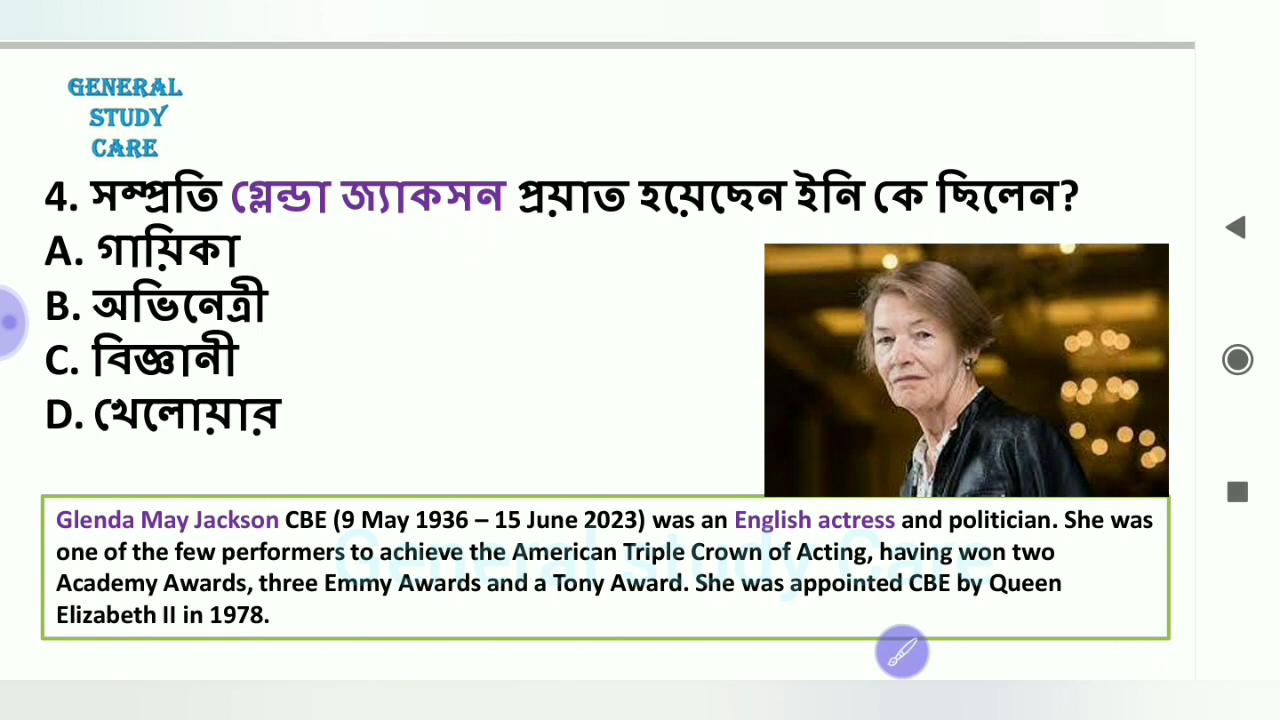 GENERAL
STUDY
CARE
4. সম্প্রতি গ্লেন্ডা জ্যাকসন প্রয়াত হয়েছেন ইনি কে ছিলেন?
A. গায়িকা
B. অভিনেত্রী
C. বিজ্ঞানী
D. খেলোয়ার
Glenda May Jackson CBE (9 May 1936 – 15 June 2023) was an English actress and politician. She was
one of the few performers to achieve the American Triple Crown of Acting, having won two
Academy Awards, three Emmy Awards and a Tony Award. She was appointed CBE by Queen
Elizabeth II in 1978.
General study Care